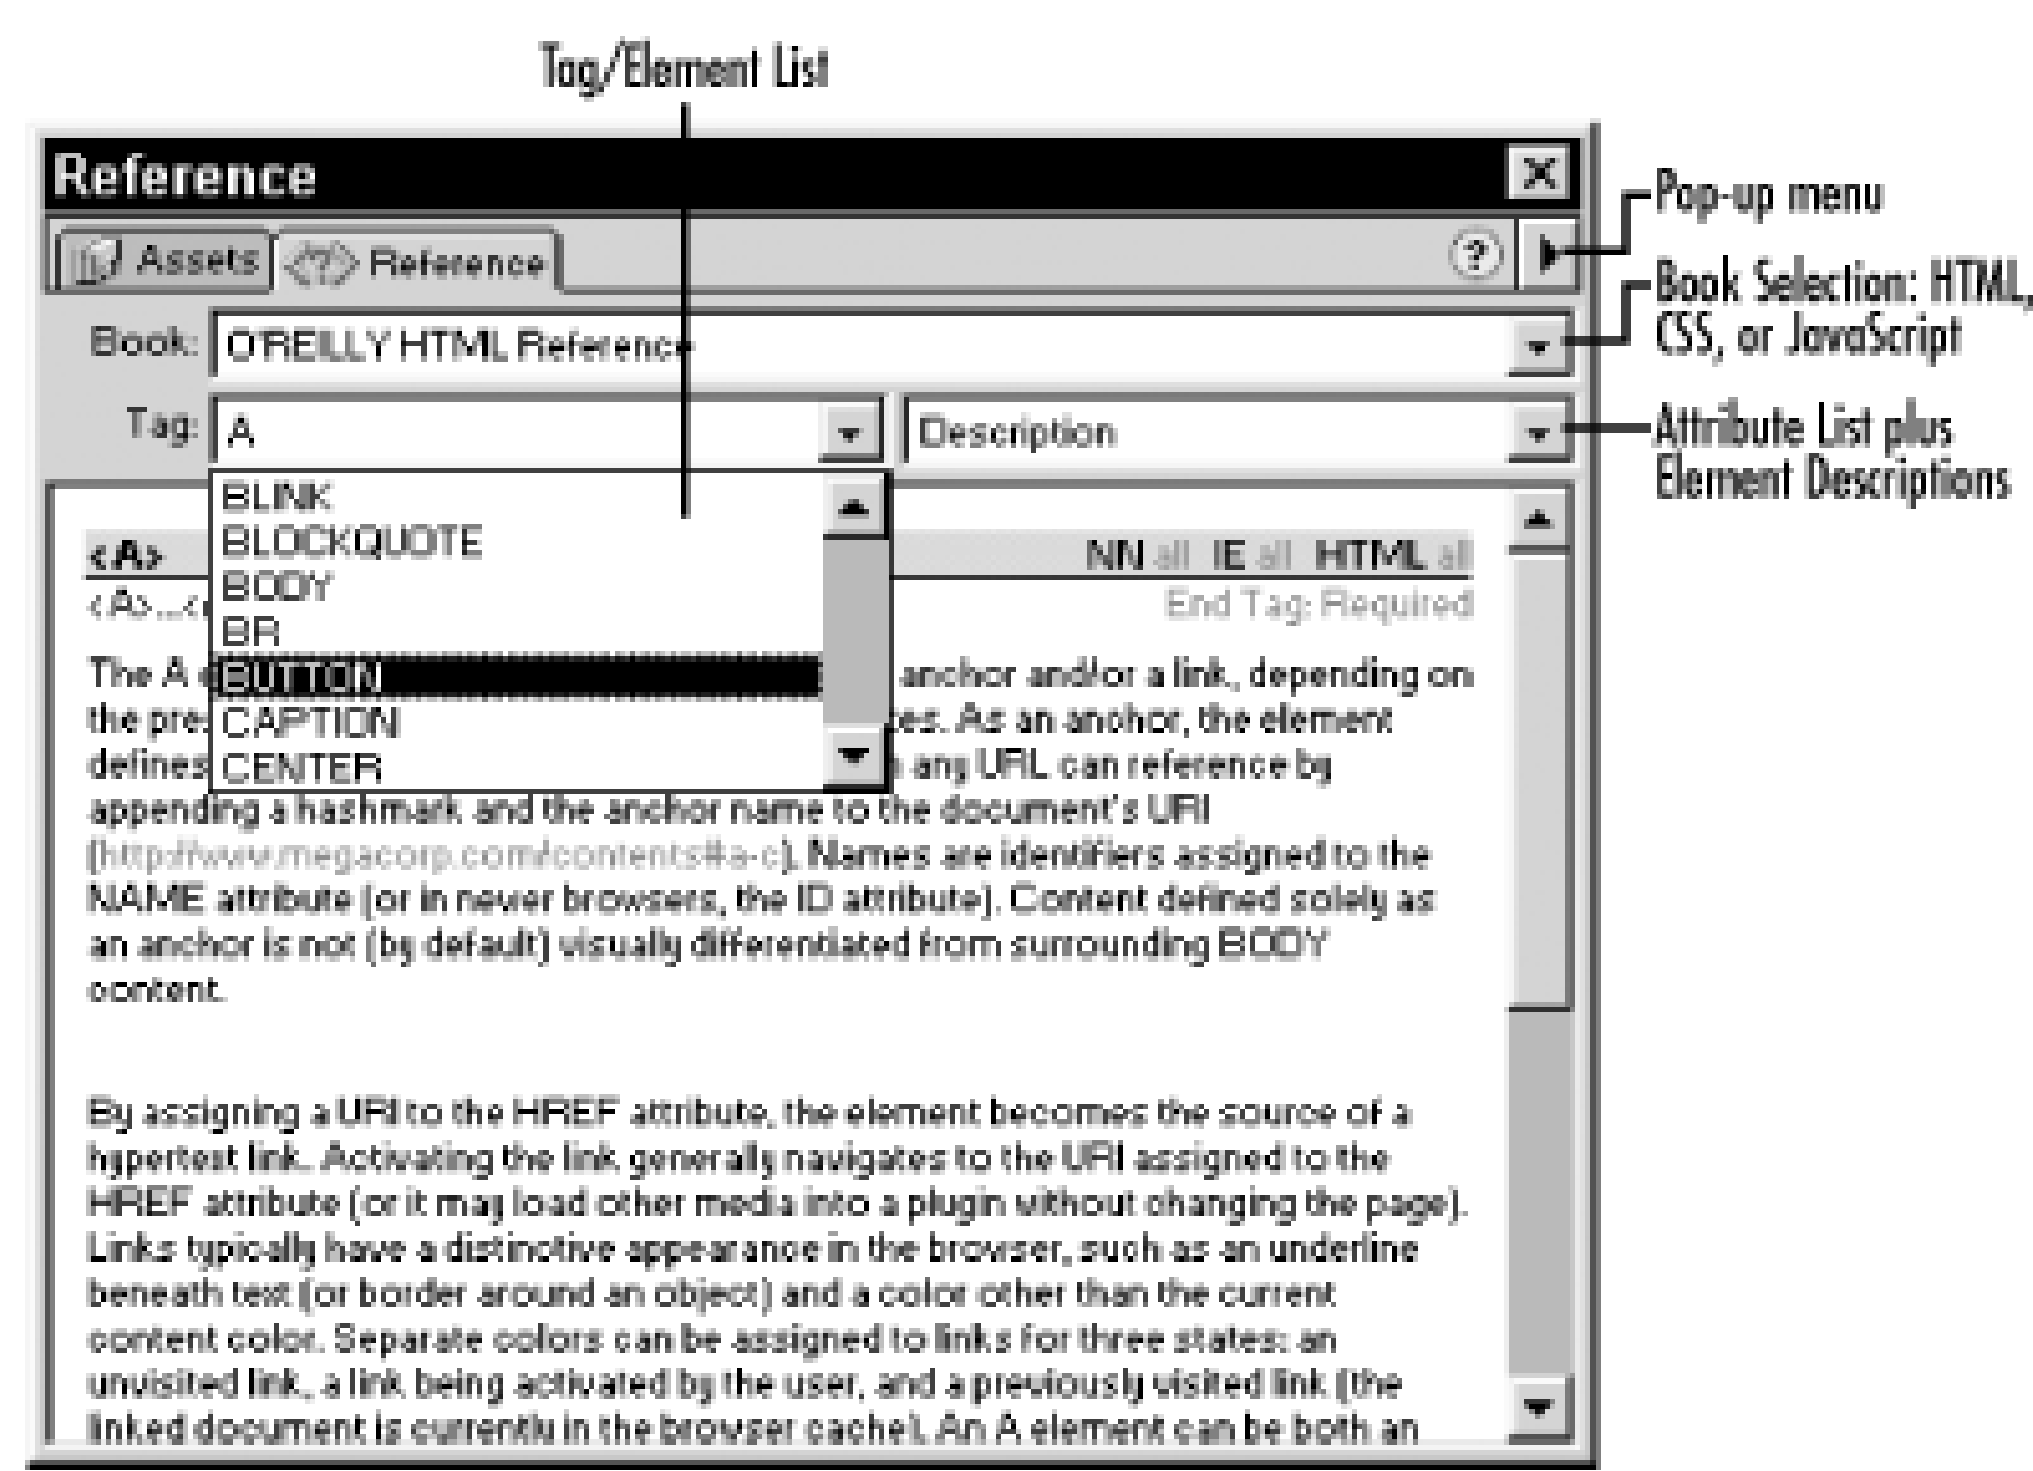 Tag/Element List
Reference
Pop-up menu
Assets
Reference
?
Book Selection: HTML,
CSS, or JavaScript
Book:
O'REILLY HTML Reference
Tag:
A
Description
Attribute List plus
Element Descriptions
BLINK
BLOCKQUOTE
BODY
BR
BUTTON
CAPTION
CENTER
<A>
NN all IE all HTML all
<A>...<
End Tag: Required
The A anchor and/or a link, depending on
the pre es. As an anchor, the element
defines any URL can reference by
appending a hashmark and the anchor name to the document's URI
(http://www.megacorp.com/contents#a-c). Names are identifiers assigned to the
NAME attribute (or in newer browsers, the ID attribute). Content defined solely as
an anchor is not (by default) visually differentiated from surrounding BODY
content.
By assigning a URI to the HREF attribute, the element becomes the source of a
hypertext link. Activating the link generally navigates to the URI assigned to the
HREF attribute (or it may load other media into a plugin without changing the page).
Links typically have a distinctive appearance in the browser, such as an underline
beneath text (or border around an object) and a color other than the current
content color. Separate colors can be assigned to links for three states: an
unvisited link, a link being activated by the user, and a previously visited link (the
linked document is currently in the browser cache). An A element can be both an